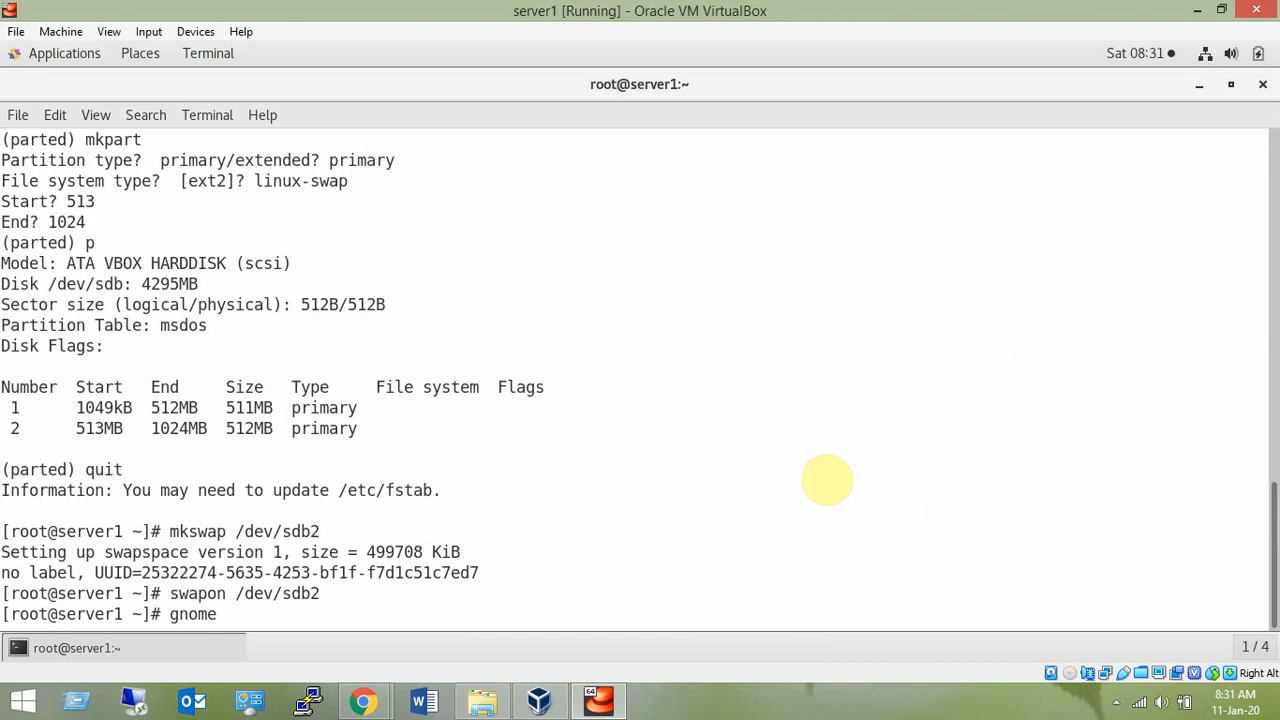 server1 [Running] - Oracle VM VirtualBox
File Machine View Input Devices Help
Applications Places Terminal Sat 08:31
root@server1:~
File Edit View Search Terminal Help
(parted) mkpart
Partition type?  primary/extended? primary
File system type?  [ext2]? linux-swap
Start? 513
End? 1024
(parted) p
Model: ATA VBOX HARDDISK (scsi)
Disk /dev/sdb: 4295MB
Sector size (logical/physical): 512B/512B
Partition Table: msdos
Disk Flags:
Number  Start   End     Size   Type     File system  Flags
 1      1049kB  512MB   511MB  primary
 2      513MB   1024MB  512MB  primary
(parted) quit
Information: You may need to update /etc/fstab.
[root@server1 ~]# mkswap /dev/sdb2
Setting up swapspace version 1, size = 499708 KiB
no label, UUID=25322274-5635-4253-bf1f-f7d1c51c7ed7
[root@server1 ~]# swapon /dev/sdb2
[root@server1 ~]# gnome
root@server1:~ 1 / 4
Right Alt
64
8:31 AM
11-Jan-20